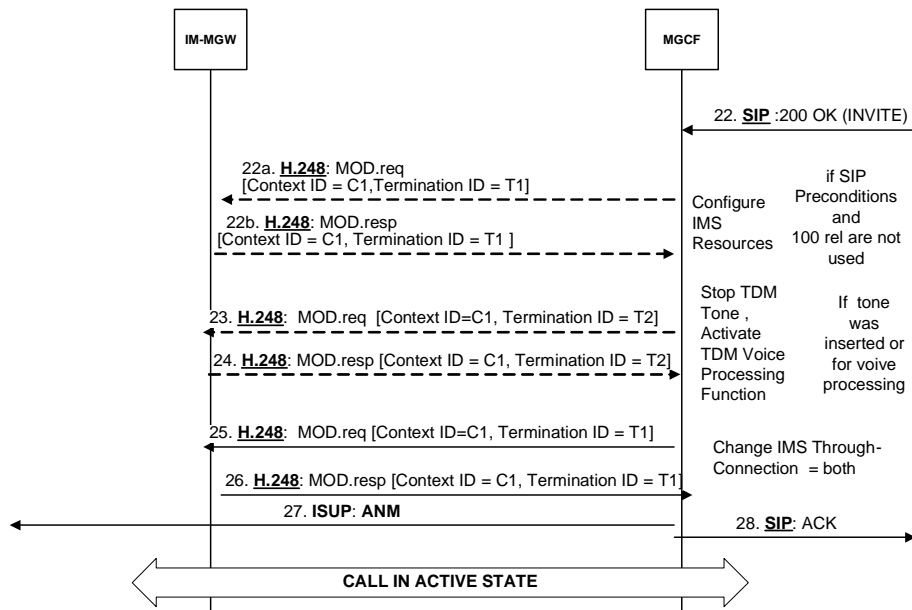 IM-MGW
MGCF
22. SIP :200 OK (INVITE)
22a. H.248: MOD.req
[Context ID = C1,Termination ID = T1]
22b. H.248: MOD.resp
[Context ID = C1, Termination ID = T1 ]
Configure
IMS
Resources
if SIP
Preconditions
and
100 rel are not
used
23. H.248: MOD.req [Context ID=C1, Termination ID = T2]
24. H.248: MOD.resp [Context ID = C1, Termination ID = T2]
Stop TDM
Tone ,
Activate
TDM Voice
Processing
Function
If tone
was
inserted or
for voive
processing
25. H.248: MOD.req [Context ID=C1, Termination ID = T1]
26. H.248: MOD.resp [Context ID = C1, Termination ID = T1]
Change IMS Through-
Connection = both
27. ISUP: ANM
28. SIP: ACK
CALL IN ACTIVE STATE